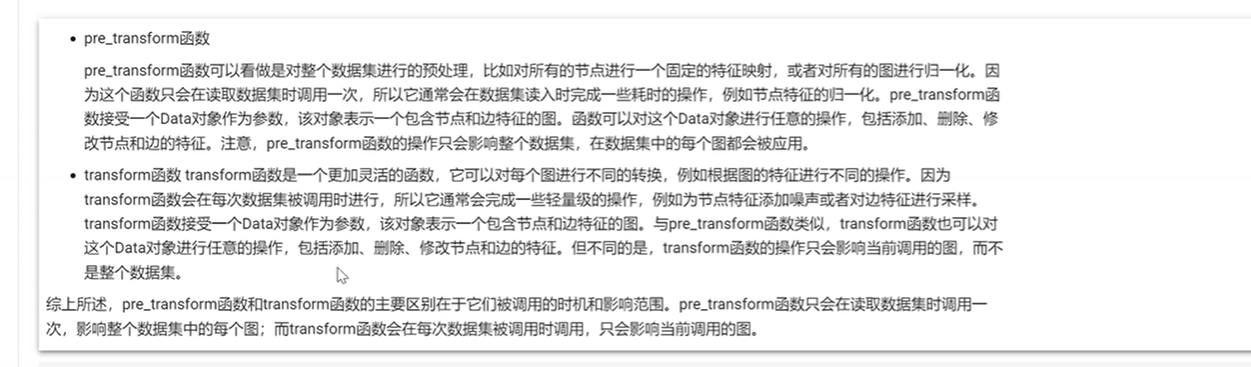 pre_transform函数
pre_transform函数可以看做是对整个数据集进行的预处理，比如对所有的节点进行一个固定的特征映射，或者对所有的图进行归一化。因
为这个函数只会在读取数据集时调用一次，所以它通常会在数据集读入时完成一些耗时的操作，例如节点特征的归一化。pre_transform函
数接受一个Data对象作为参数，该对象表示一个包含节点和边特征的图。函数可以对这个Data对象进行任意的操作，包括添加、删除、修
改节点和边的特征。注意，pre_transform函数的操作只会影响整个数据集，在数据集中的每个图都会被应用。
transform函数 transform函数是一个更加灵活的函数，它可以对每个图进行不同的转换，例如根据图的特征进行不同的操作。因为
transform函数会在每次数据集被调用时进行，所以它通常会完成一些轻量级的操作，例如为节点特征添加噪声或者对边特征进行采样。
transform函数接受一个Data对象作为参数，该对象表示一个包含节点和边特征的图。与pre_transform函数类似，transform函数也可以对
这个Data对象进行任意的操作，包括添加、删除、修改节点和边的特征。但不同的是，transform函数的操作只会影响当前调用的图，而不
是整个数据集。
综上所述，pre_transform函数和transform函数的主要区别在于它们被调用的时机和影响范围。pre_transform函数只会在读取数据集时调用一
次，影响整个数据集中的每个图；而transform函数会在每次数据集被调用时调用，只会影响当前调用的图。